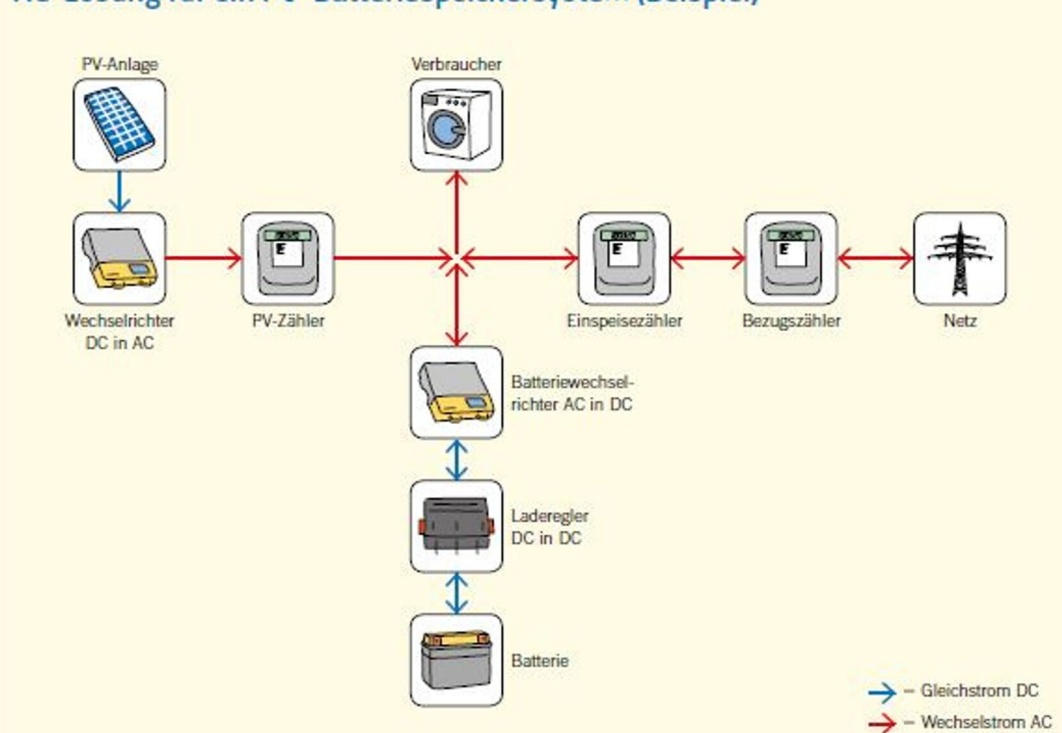 PV-Anlage
Verbraucher
E
E
E
Wechselrichter
DC in AC
PV-Zähler
Einspeisezähler
Bezugszähler
Netz
Batteriewechsel-
richter AC in DC
Laderegler
DC in DC
Batterie
– Gleichstrom DC
– Wechselstrom AC